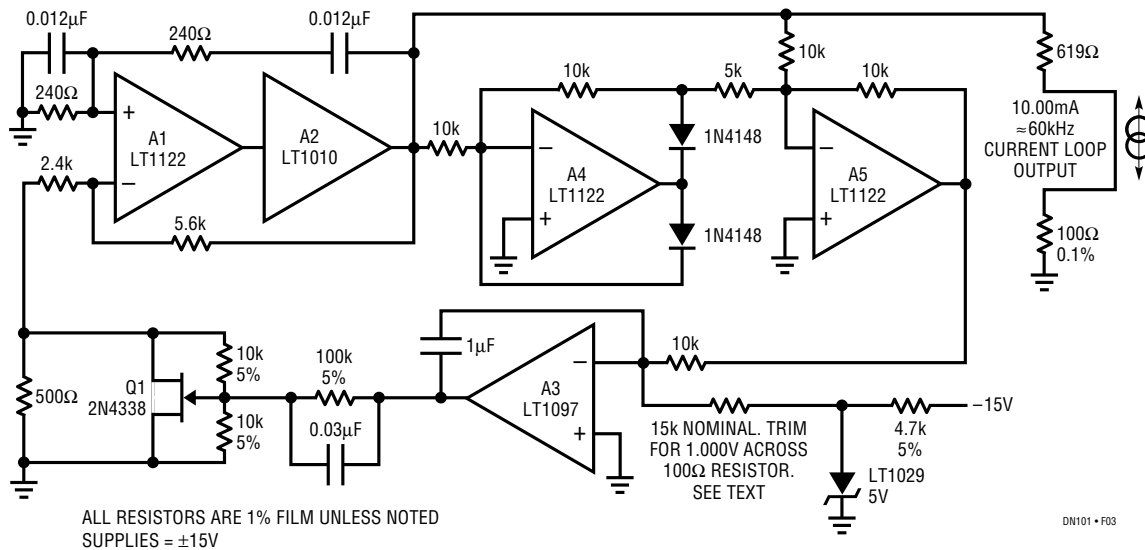 0.012µF
240Ω
0.012µF
240Ω
+
A1
LT1122
−
A2
LT1010
2.4k
5.6k
10k
10k
5k
10k
10k
−
A4
LT1122
+
1N4148
1N4148
−
A5
LT1122
+
619Ω
10.00mA
≈60kHz
CURRENT LOOP
OUTPUT
100Ω
0.1%
500Ω
Q1
2N4338
10k
5%
10k
5%
100k
5%
0.03µF
1µF
−
A3
LT1097
+
10k
15k NOMINAL. TRIM
FOR 1.000V ACROSS
100Ω RESISTOR.
SEE TEXT
4.7k
5%
−15V
LT1029
5V
ALL RESISTORS ARE 1% FILM UNLESS NOTED
SUPPLIES = ±15V
DN101 • F03